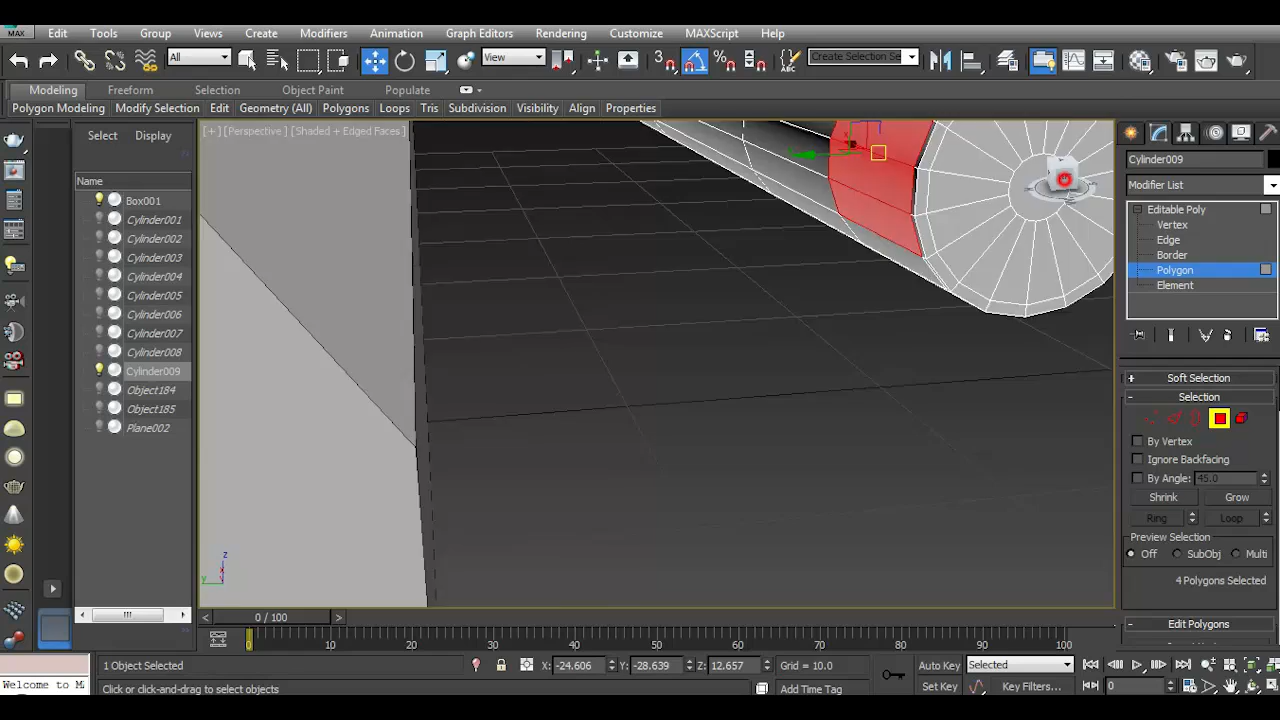 MAX Edit Tools Group Views Create Modifiers Animation Graph Editors Rendering Customize MAXScript Help
All View 3 ABC Create Selection Se
Modeling Freeform Selection Object Paint Populate
Polygon Modeling Modify Selection Edit Geometry (All) Polygons Loops Tris Subdivision Visibility Align Properties
Select Display
[+] [Perspective] [Shaded + Edged Faces]
Name
Box001
Cylinder001
Cylinder002
Cylinder003
Cylinder004
Cylinder005
Cylinder006
Cylinder007
Cylinder008
Cylinder009
Object184
Object185
Plane002
Cylinder009
Modifier List
Editable Poly
Vertex
Edge
Border
Polygon
Element
Soft Selection
Selection
By Vertex
Ignore Backfacing
By Angle: 45.0
Shrink Grow
Ring Loop
Preview Selection
Off SubObj Multi
4 Polygons Selected
Edit Polygons
x
z
y
0 / 100
0 10 20 30 40 50 60 70 80 90 100
1 Object Selected X: -24.606 Y: -28.639 Z: 12.657 Grid = 10.0 Auto Key Selected
Welcome to M Click or click-and-drag to select objects Add Time Tag Set Key Key Filters... 0